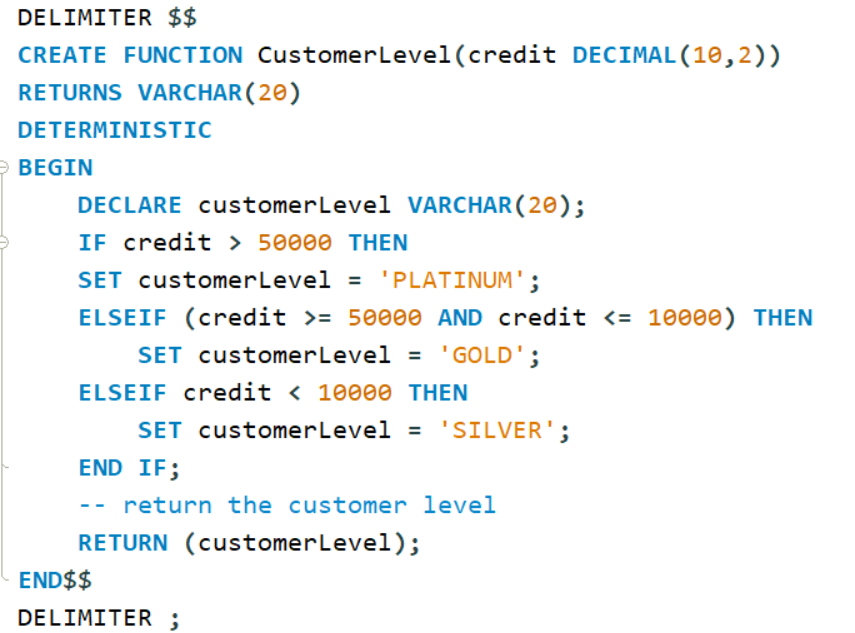 DELIMITER $$
CREATE FUNCTION CustomerLevel(credit DECIMAL(10,2))
RETURNS VARCHAR(20)
DETERMINISTIC
BEGIN
    DECLARE customerLevel VARCHAR(20);
    IF credit > 50000 THEN
    SET customerLevel = 'PLATINUM';
    ELSEIF (credit >= 50000 AND credit <= 10000) THEN
        SET customerLevel = 'GOLD';
    ELSEIF credit < 10000 THEN
        SET customerLevel = 'SILVER';
    END IF;
    -- return the customer level
    RETURN (customerLevel);
END$$
DELIMITER ;